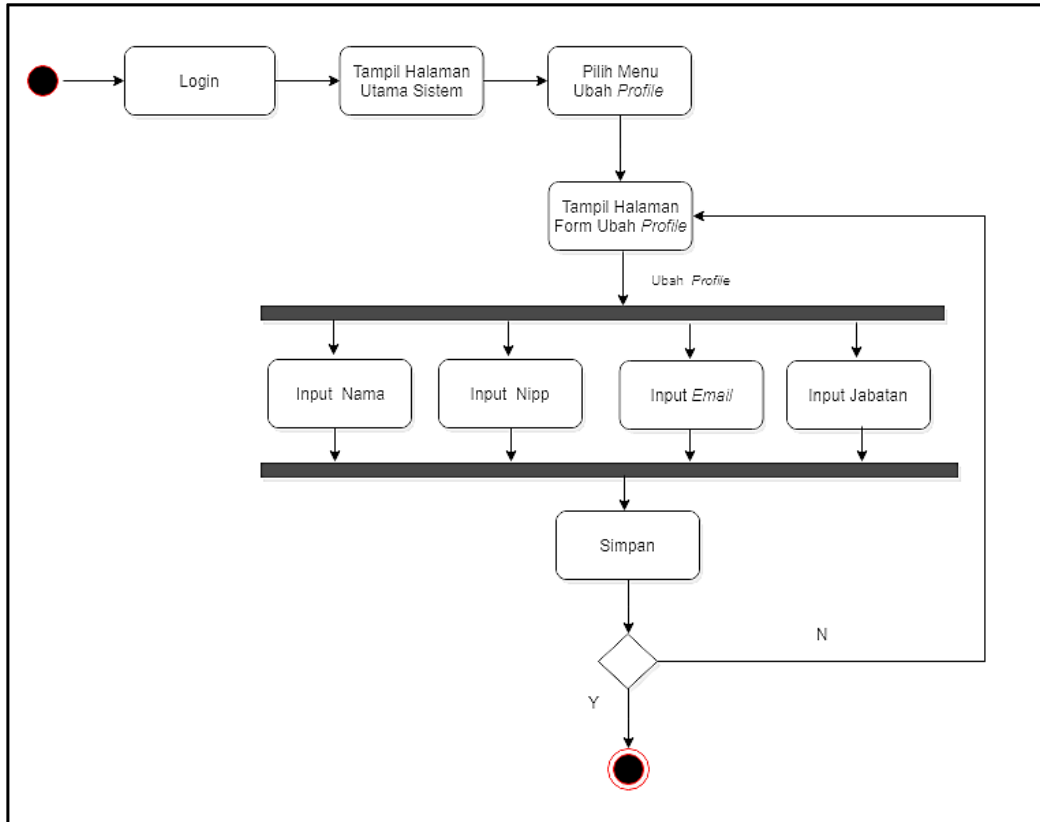 Login
Tampil Halaman
Utama Sistem
Pilih Menu
Ubah Profile
Tampil Halaman
Form Ubah Profile
Ubah Profile
Input Nama
Input Nipp
Input Email
Input Jabatan
Simpan
N
Y